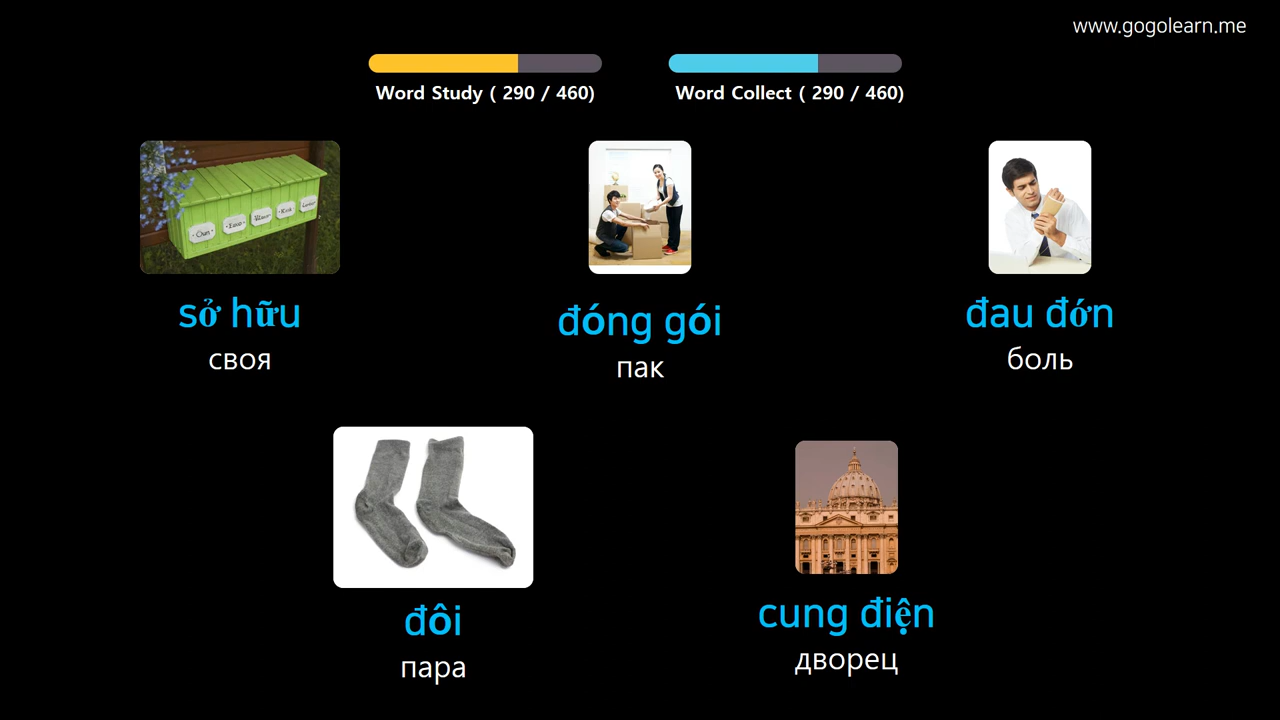 www.gogolearn.me
Word Study ( 290 / 460)
Word Collect ( 290 / 460)
sở hữu
своя
đóng gói
пак
đau đớn
боль
đôi
пара
cung điện
дворец